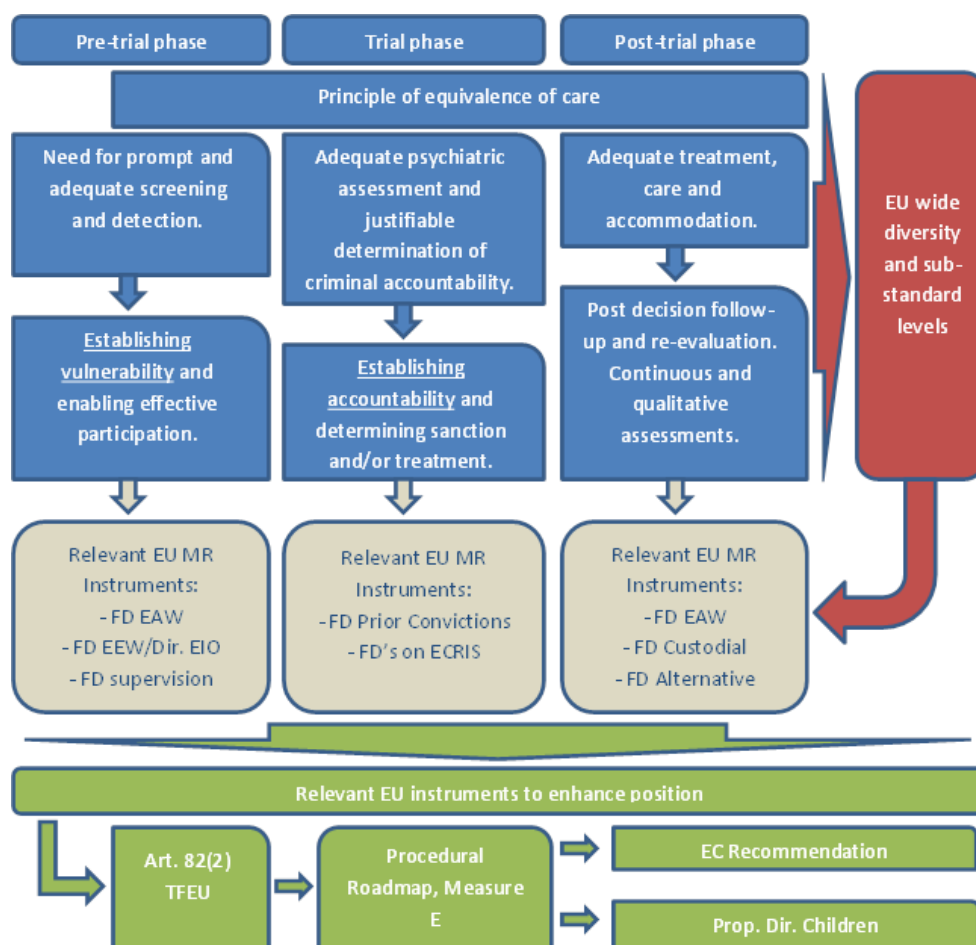 Pre-trial phase
Trial phase
Post-trial phase
Principle of equivalence of care
Need for prompt and
adequate screening
and detection.
Adequate psychiatric
assessment and
justifiable
determination of
criminal accountability.
Adequate treatment,
care and
accommodation.
EU wide
diversity
and sub-
standard
levels
Establishing
vulnerability and
enabling effective
participation.
Establishing
accountability and
determining sanction
and/or treatment.
Post decision follow-
up and re-evaluation.
Continuous and
qualitative
assessments.
Relevant EU MR
Instruments:
-FD EAW
-FD EEW/Dir. EIO
-FD supervision
Relevant EU MR
Instruments:
-FD Prior Convictions
-FD's on ECRIS
Relevant EU MR
Instruments:
-FD EAW
-FD Custodial
-FD Alternative
Relevant EU instruments to enhance position
Art. 82(2)
TFEU
Procedural
Roadmap, Measure
E
EC Recommendation
Prop. Dir. Children